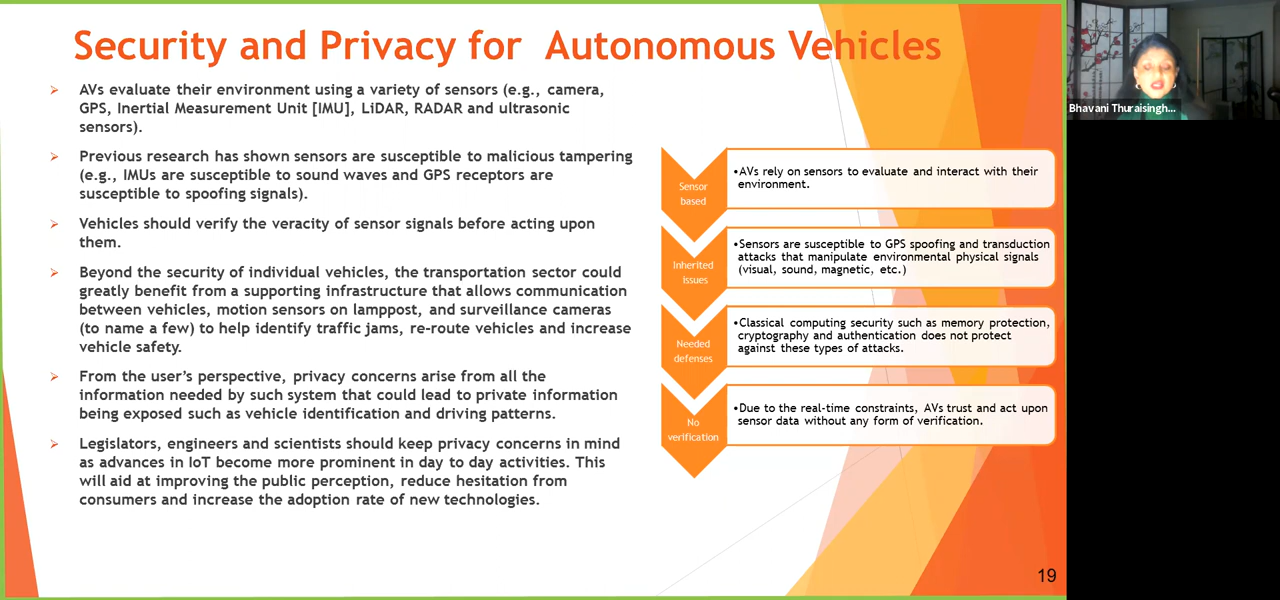 Security and Privacy for Autonomous Vehicles
AVs evaluate their environment using a variety of sensors (e.g., camera,
GPS, Inertial Measurement Unit [IMU], LiDAR, RADAR and ultrasonic
sensors).
Previous research has shown sensors are susceptible to malicious tampering
(e.g., IMUs are susceptible to sound waves and GPS receptors are
susceptible to spoofing signals).
Vehicles should verify the veracity of sensor signals before acting upon
them.
Beyond the security of individual vehicles, the transportation sector could
greatly benefit from a supporting infrastructure that allows communication
between vehicles, motion sensors on lamppost, and surveillance cameras
(to name a few) to help identify traffic jams, re-route vehicles and increase
vehicle safety.
From the user's perspective, privacy concerns arise from all the
information needed by such system that could lead to private information
being exposed such as vehicle identification and driving patterns.
Legislators, engineers and scientists should keep privacy concerns in mind
as advances in IoT become more prominent in day to day activities. This
will aid at improving the public perception, reduce hesitation from
consumers and increase the adoption rate of new technologies.
Sensor
based
•AVs rely on sensors to evaluate and interact with their
environment.
Inherited
issues
•Sensors are susceptible to GPS spoofing and transduction
attacks that manipulate environmental physical signals
(visual, sound, magnetic, etc.)
Needed
defenses
•Classical computing security such as memory protection,
cryptography and authentication does not protect
against these types of attacks.
No
verification
•Due to the real-time constraints, AVs trust and act upon
sensor data without any form of verification.
19
Bhavani Thuraisingh...